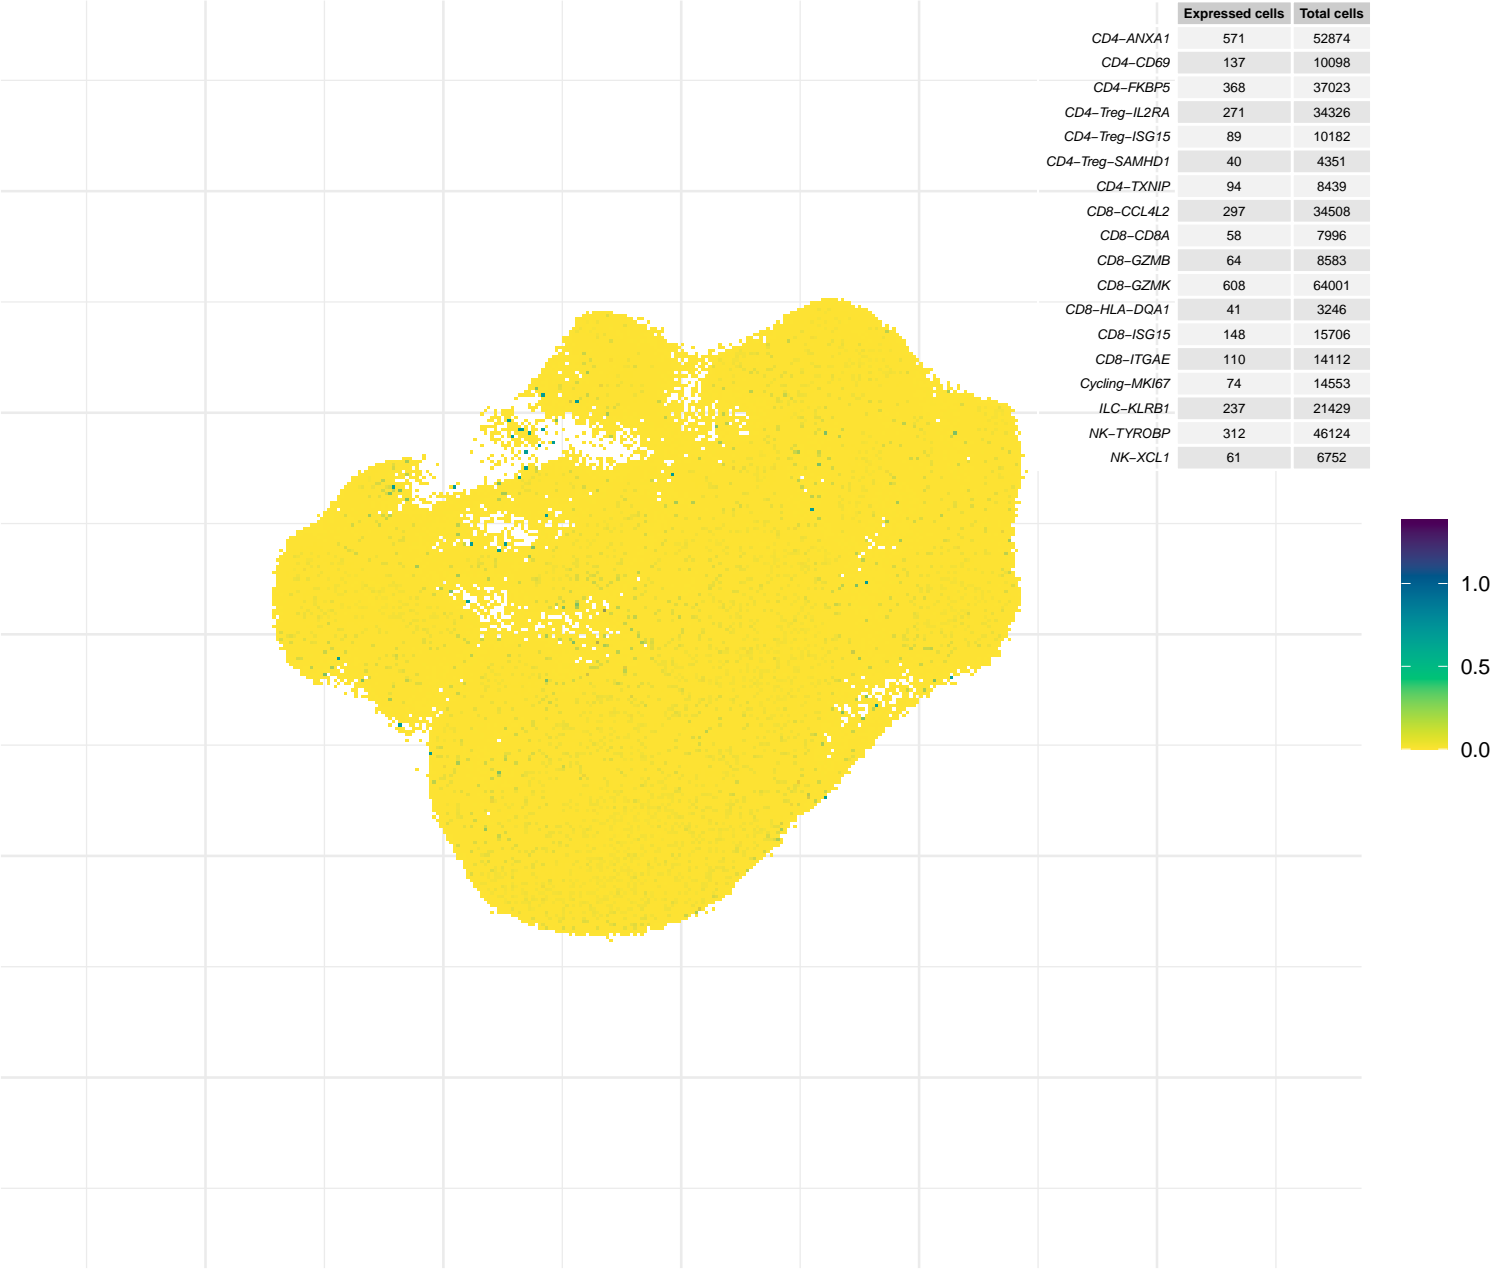 Expressed cells Total cells
CD4−ANXA1 571 52874
CD4−CD69 137 10098
CD4−FKBP5 368 37023
CD4−Treg−IL2RA 271 34326
CD4−Treg−ISG15 89 10182
CD4−Treg−SAMHD1 40 4351
CD4−TXNIP 94 8439
CD8−CCL4L2 297 34508
CD8−CD8A 58 7996
CD8−GZMB 64 8583
CD8−GZMK 608 64001
CD8−HLA−DQA1 41 3246
CD8−ISG15 148 15706
CD8−ITGAE 110 14112
Cycling−MKI67 74 14553
ILC−KLRB1 237 21429
NK−TYROBP 312 46124
NK−XCL1 61 6752
1.0
0.5
0.0